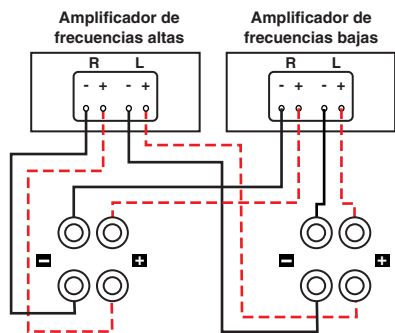 Amplificador de
frecuencias altas
Amplificador de
frecuencias bajas
R L
- + - +
R L
- + - +
- +
- +